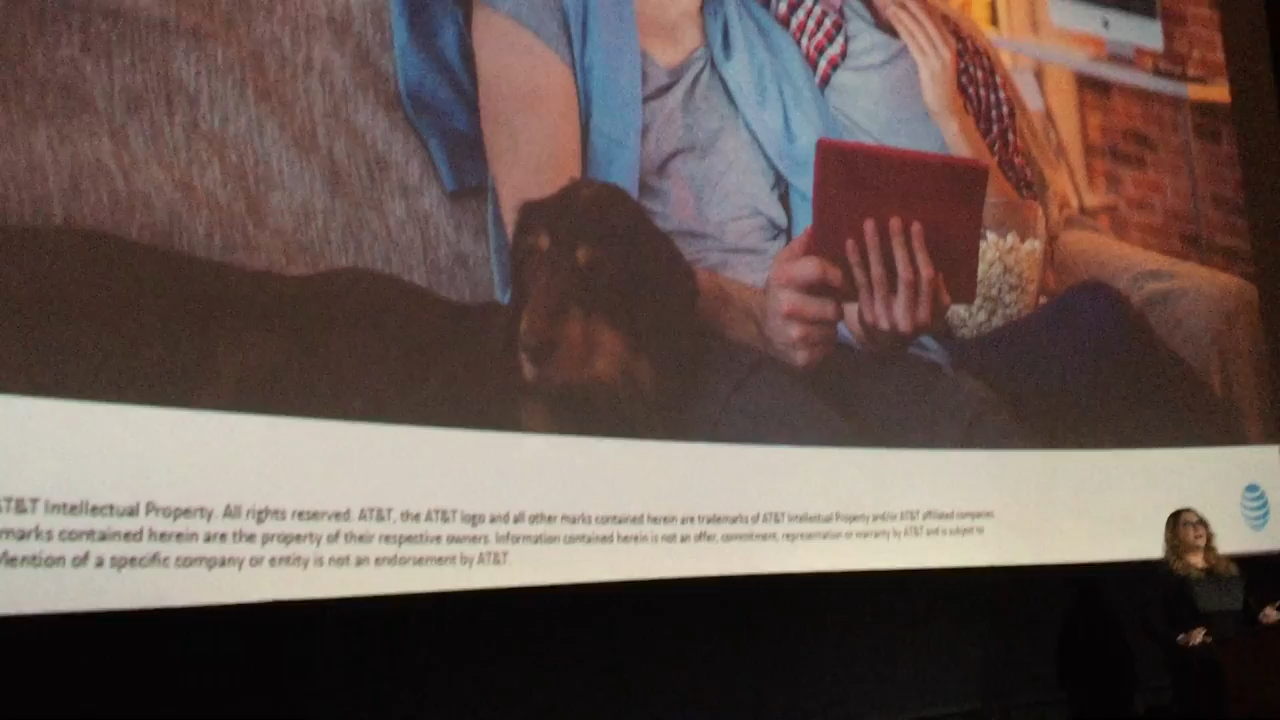 AT&T Intellectual Property. All rights reserved. AT&T, the AT&T logo and all other marks contained herein are trademarks of AT&T Intellectual Property and/or AT&T affiliated companies.
marks contained herein are the property of their respective owners. Information contained herein is not an offer, commitment, representation or warranty by AT&T and is subject to
Mention of a specific company or entity is not an endorsement by AT&T.